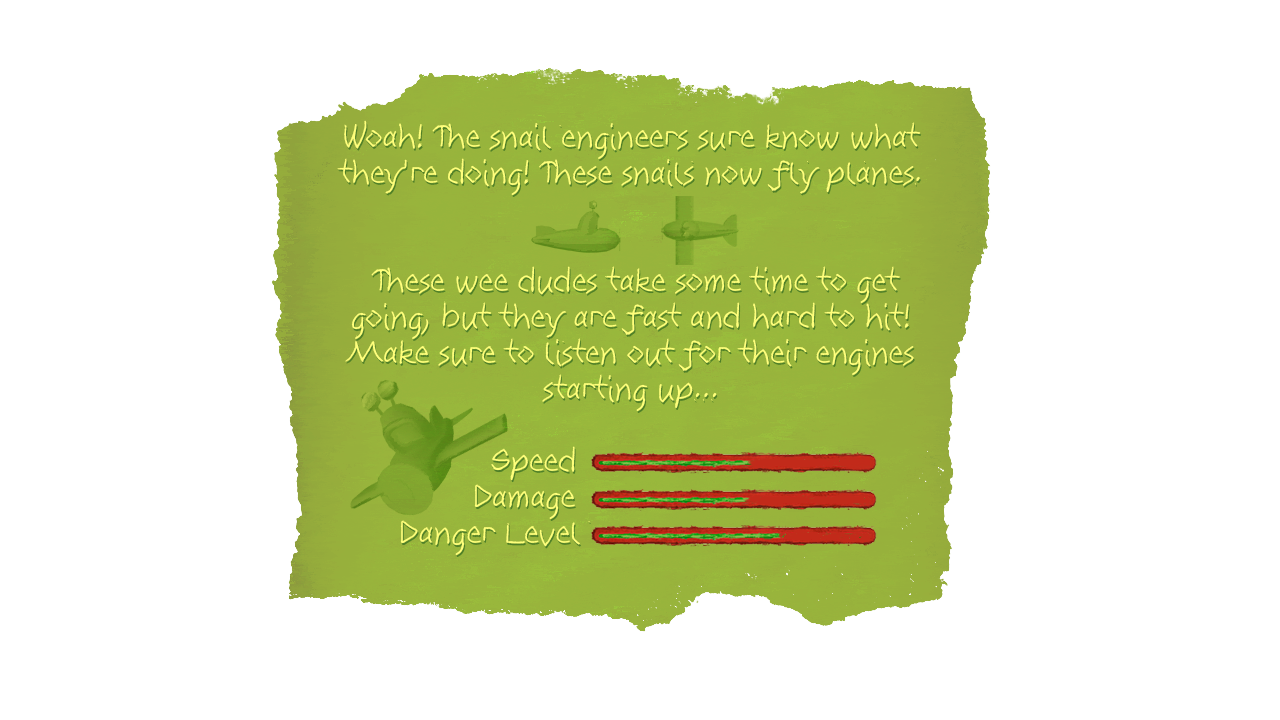 Woah! The snail engineers sure know what
they're doing! These snails now fly planes.
These wee dudes take some time to get
going, but they are fast and hard to hit!
Make sure to listen out for their engines
starting up...
Speed
Damage
Danger Level